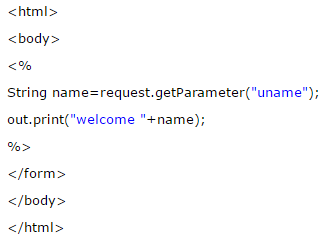 <html>
<body>
<%
String name=request.getParameter("uname");
out.print("welcome "+name);
%>
</form>
</body>
</html>